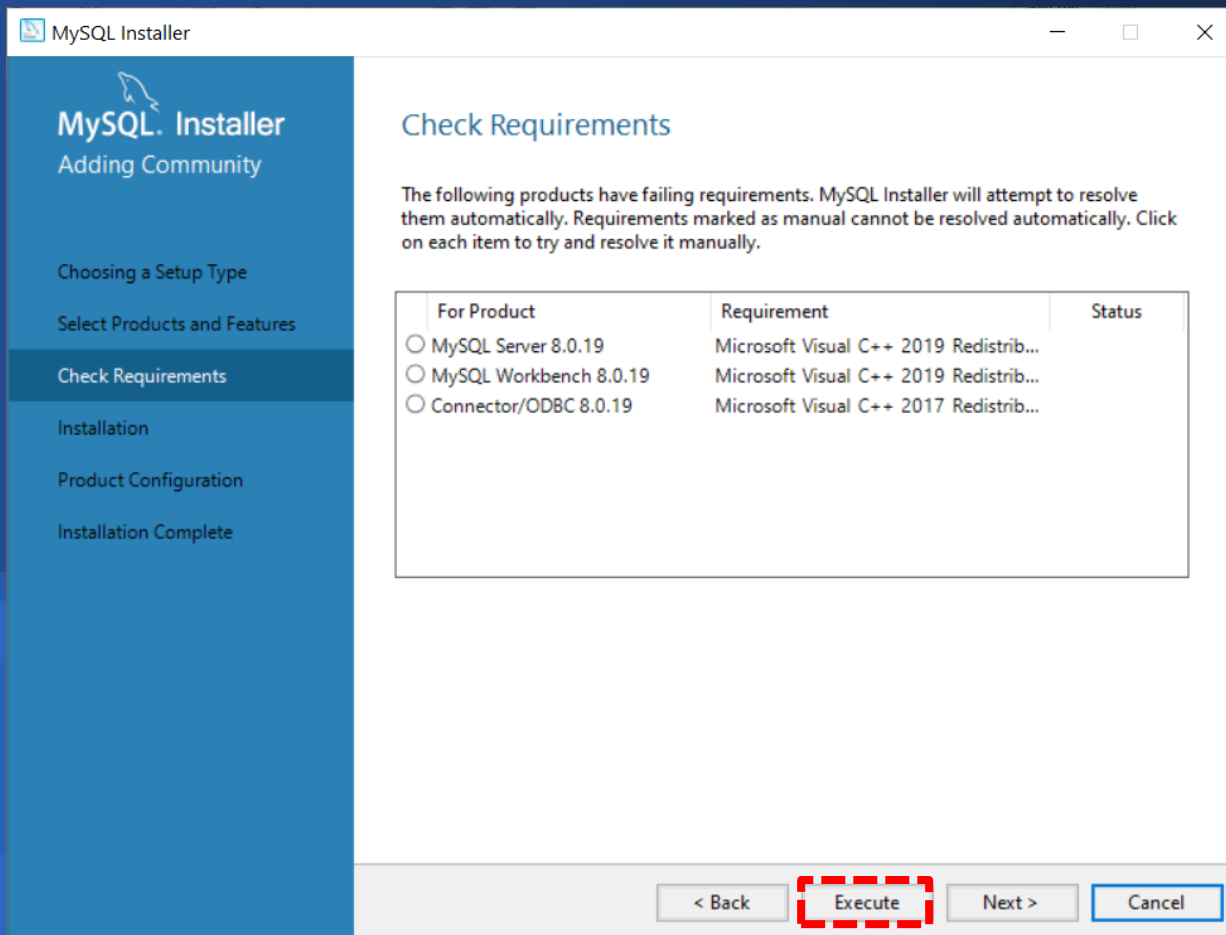 MySQL Installer
MySQL. Installer
Adding Community
Choosing a Setup Type
Select Products and Features
Check Requirements
Installation
Product Configuration
Installation Complete
Check Requirements
The following products have failing requirements. MySQL Installer will attempt to resolve
them automatically. Requirements marked as manual cannot be resolved automatically. Click
on each item to try and resolve it manually.
For Product Requirement Status
MySQL Server 8.0.19 Microsoft Visual C++ 2019 Redistrib...
MySQL Workbench 8.0.19 Microsoft Visual C++ 2019 Redistrib...
Connector/ODBC 8.0.19 Microsoft Visual C++ 2017 Redistrib...
< Back Execute Next > Cancel